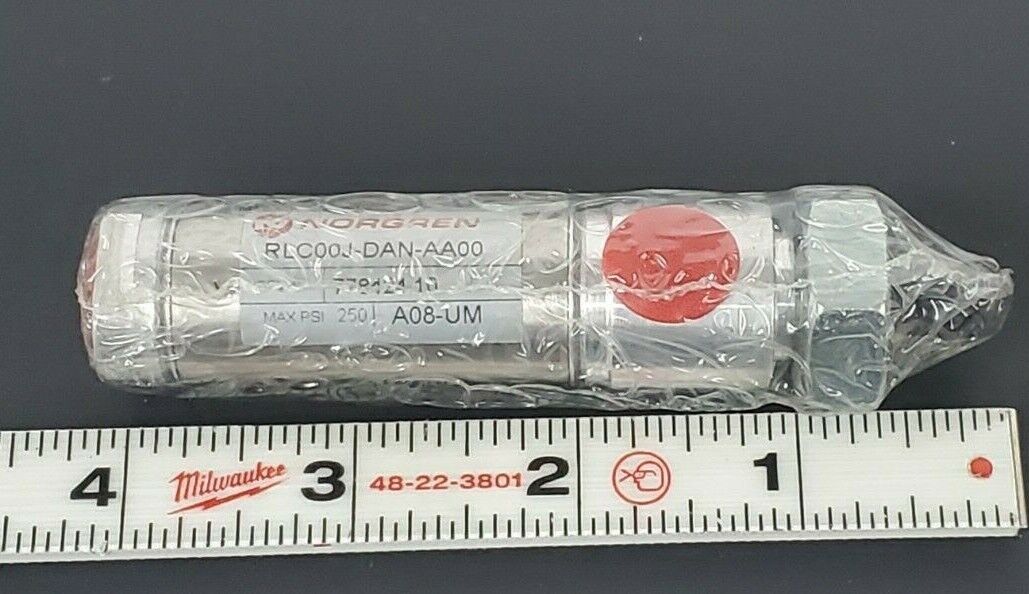 NORGREN
RLC00J-DAN-AA00
MAX PSI 250 A08-UM
4 Milwaukee 3 48-22-3801 2 1